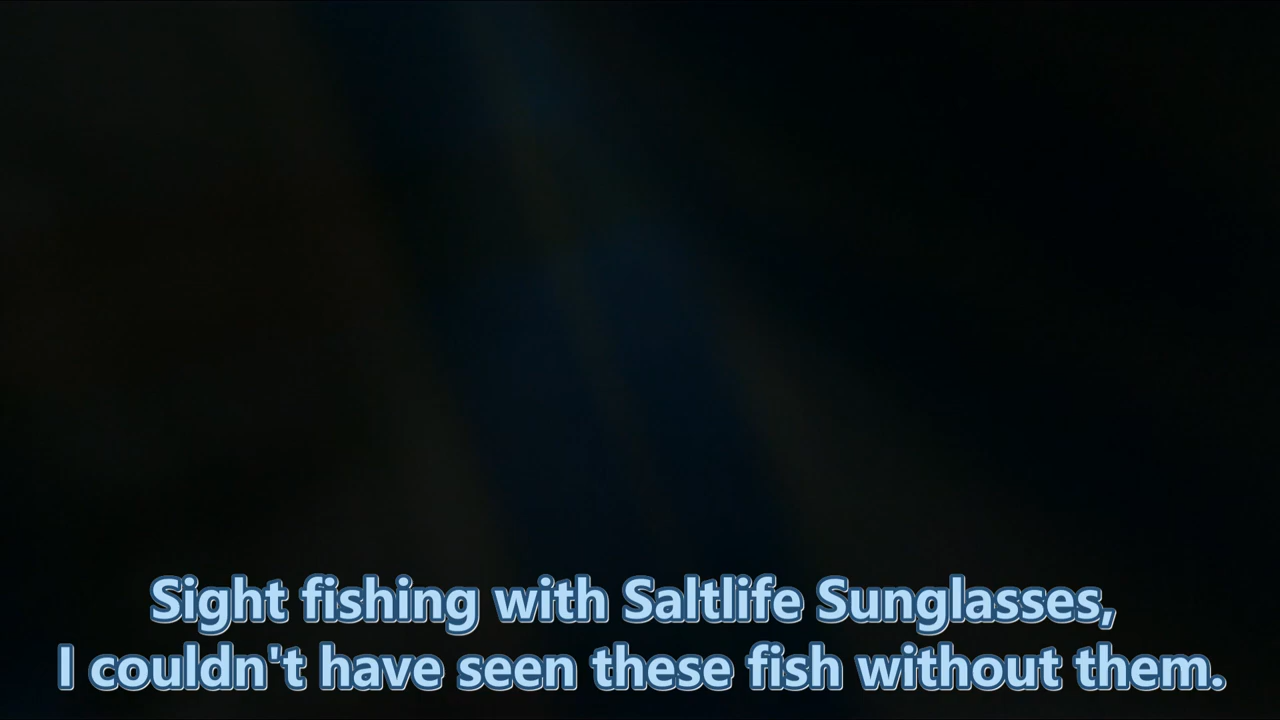 Sight fishing with Saltlife Sunglasses,
I couldn't have seen these fish without them.